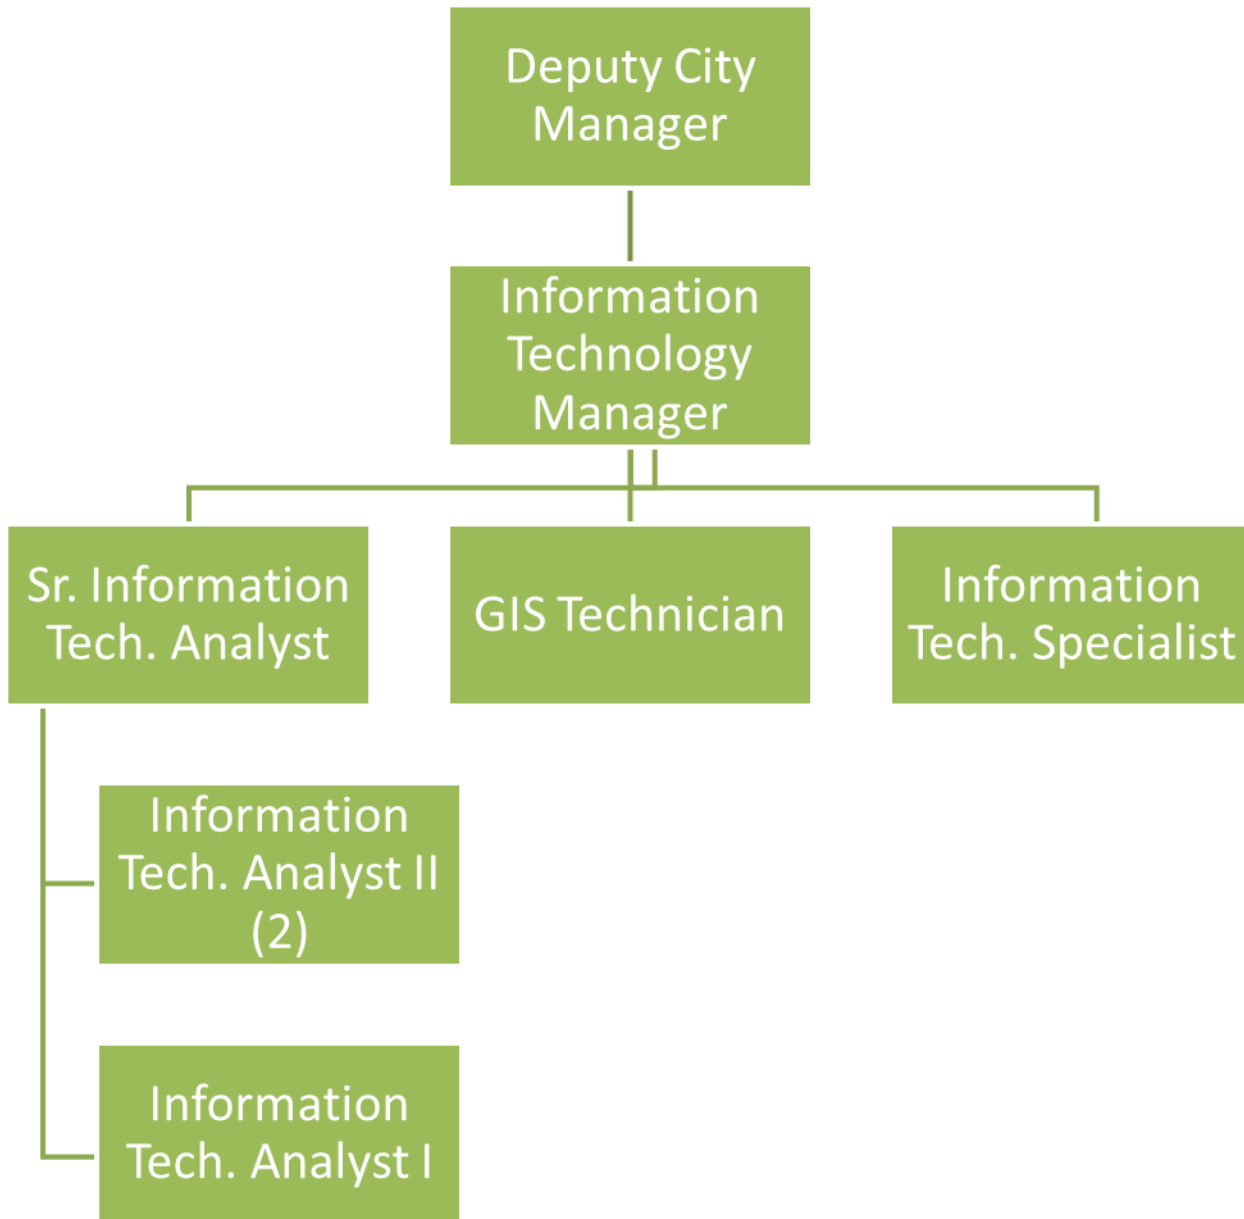 Deputy City
Manager
Information
Technology
Manager
Sr. Information
Tech. Analyst
GIS Technician
Information
Tech. Specialist
Information
Tech. Analyst II
(2)
Information
Tech. Analyst I